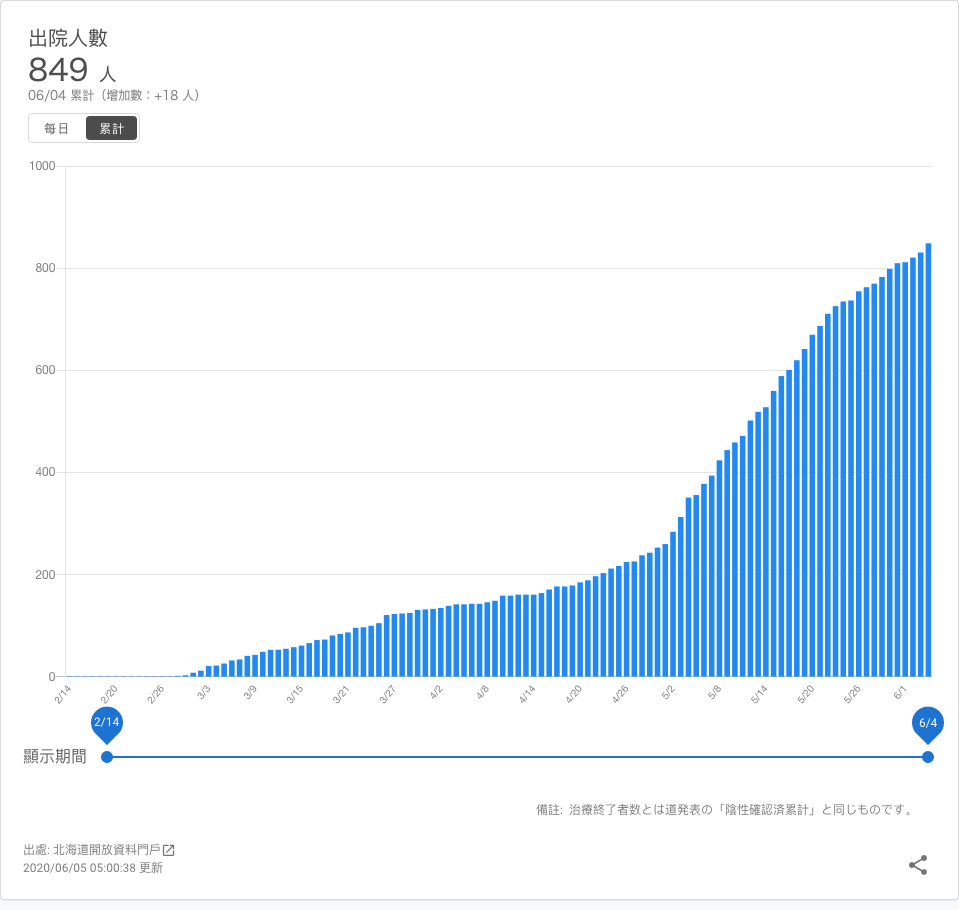 出院人數
849 人
06/04 累計（增加數：+18 人）
每日 累計
1000
800
600
400
200
0
2/14 2/20 2/26 3/3 3/9 3/15 3/21 3/27 4/2 4/8 4/14 4/20 4/26 5/2 5/8 5/14 5/20 5/26 6/1
2/14 6/4
顯示期間
備註: 治療終了者数とは道発表の「陰性確認済累計」と同じものです。
出處: 北海道開放資料門戶
2020/06/05 05:00:38 更新